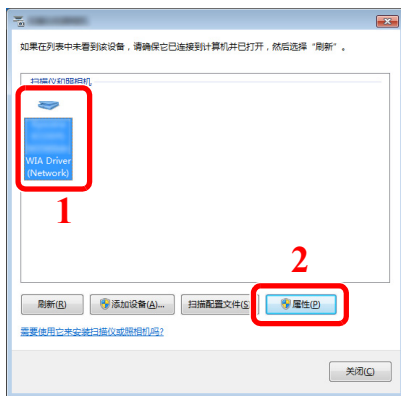 如果在列表中未看到该设备，请确保它已连接到计算机并已打开，然后选择“刷新”。
扫描仪和照相机
WIA Driver
(Network)
1
2
刷新(R)
添加设备(A)...
扫描配置文件(S
属性(P)
需要使用它来安装扫描仪或照相机吗?
关闭(C)